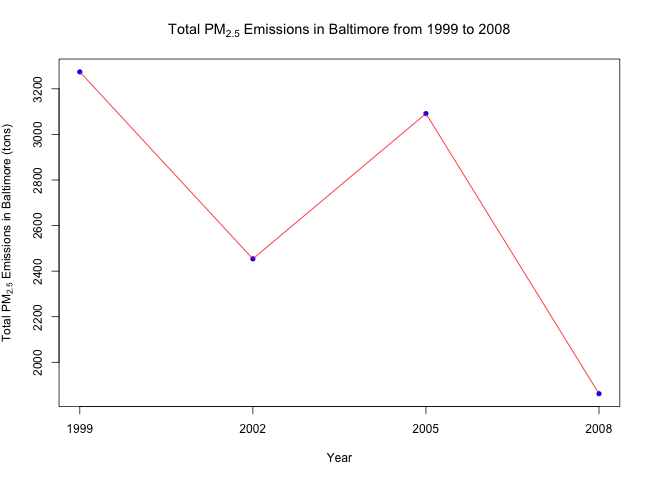 Total PM2.5 Emissions in Baltimore from 1999 to 2008
Total PM2.5 Emissions in Baltimore (tons)
3200
3000
2800
2600
2400
2200
2000
1999 2002 2005 2008
Year